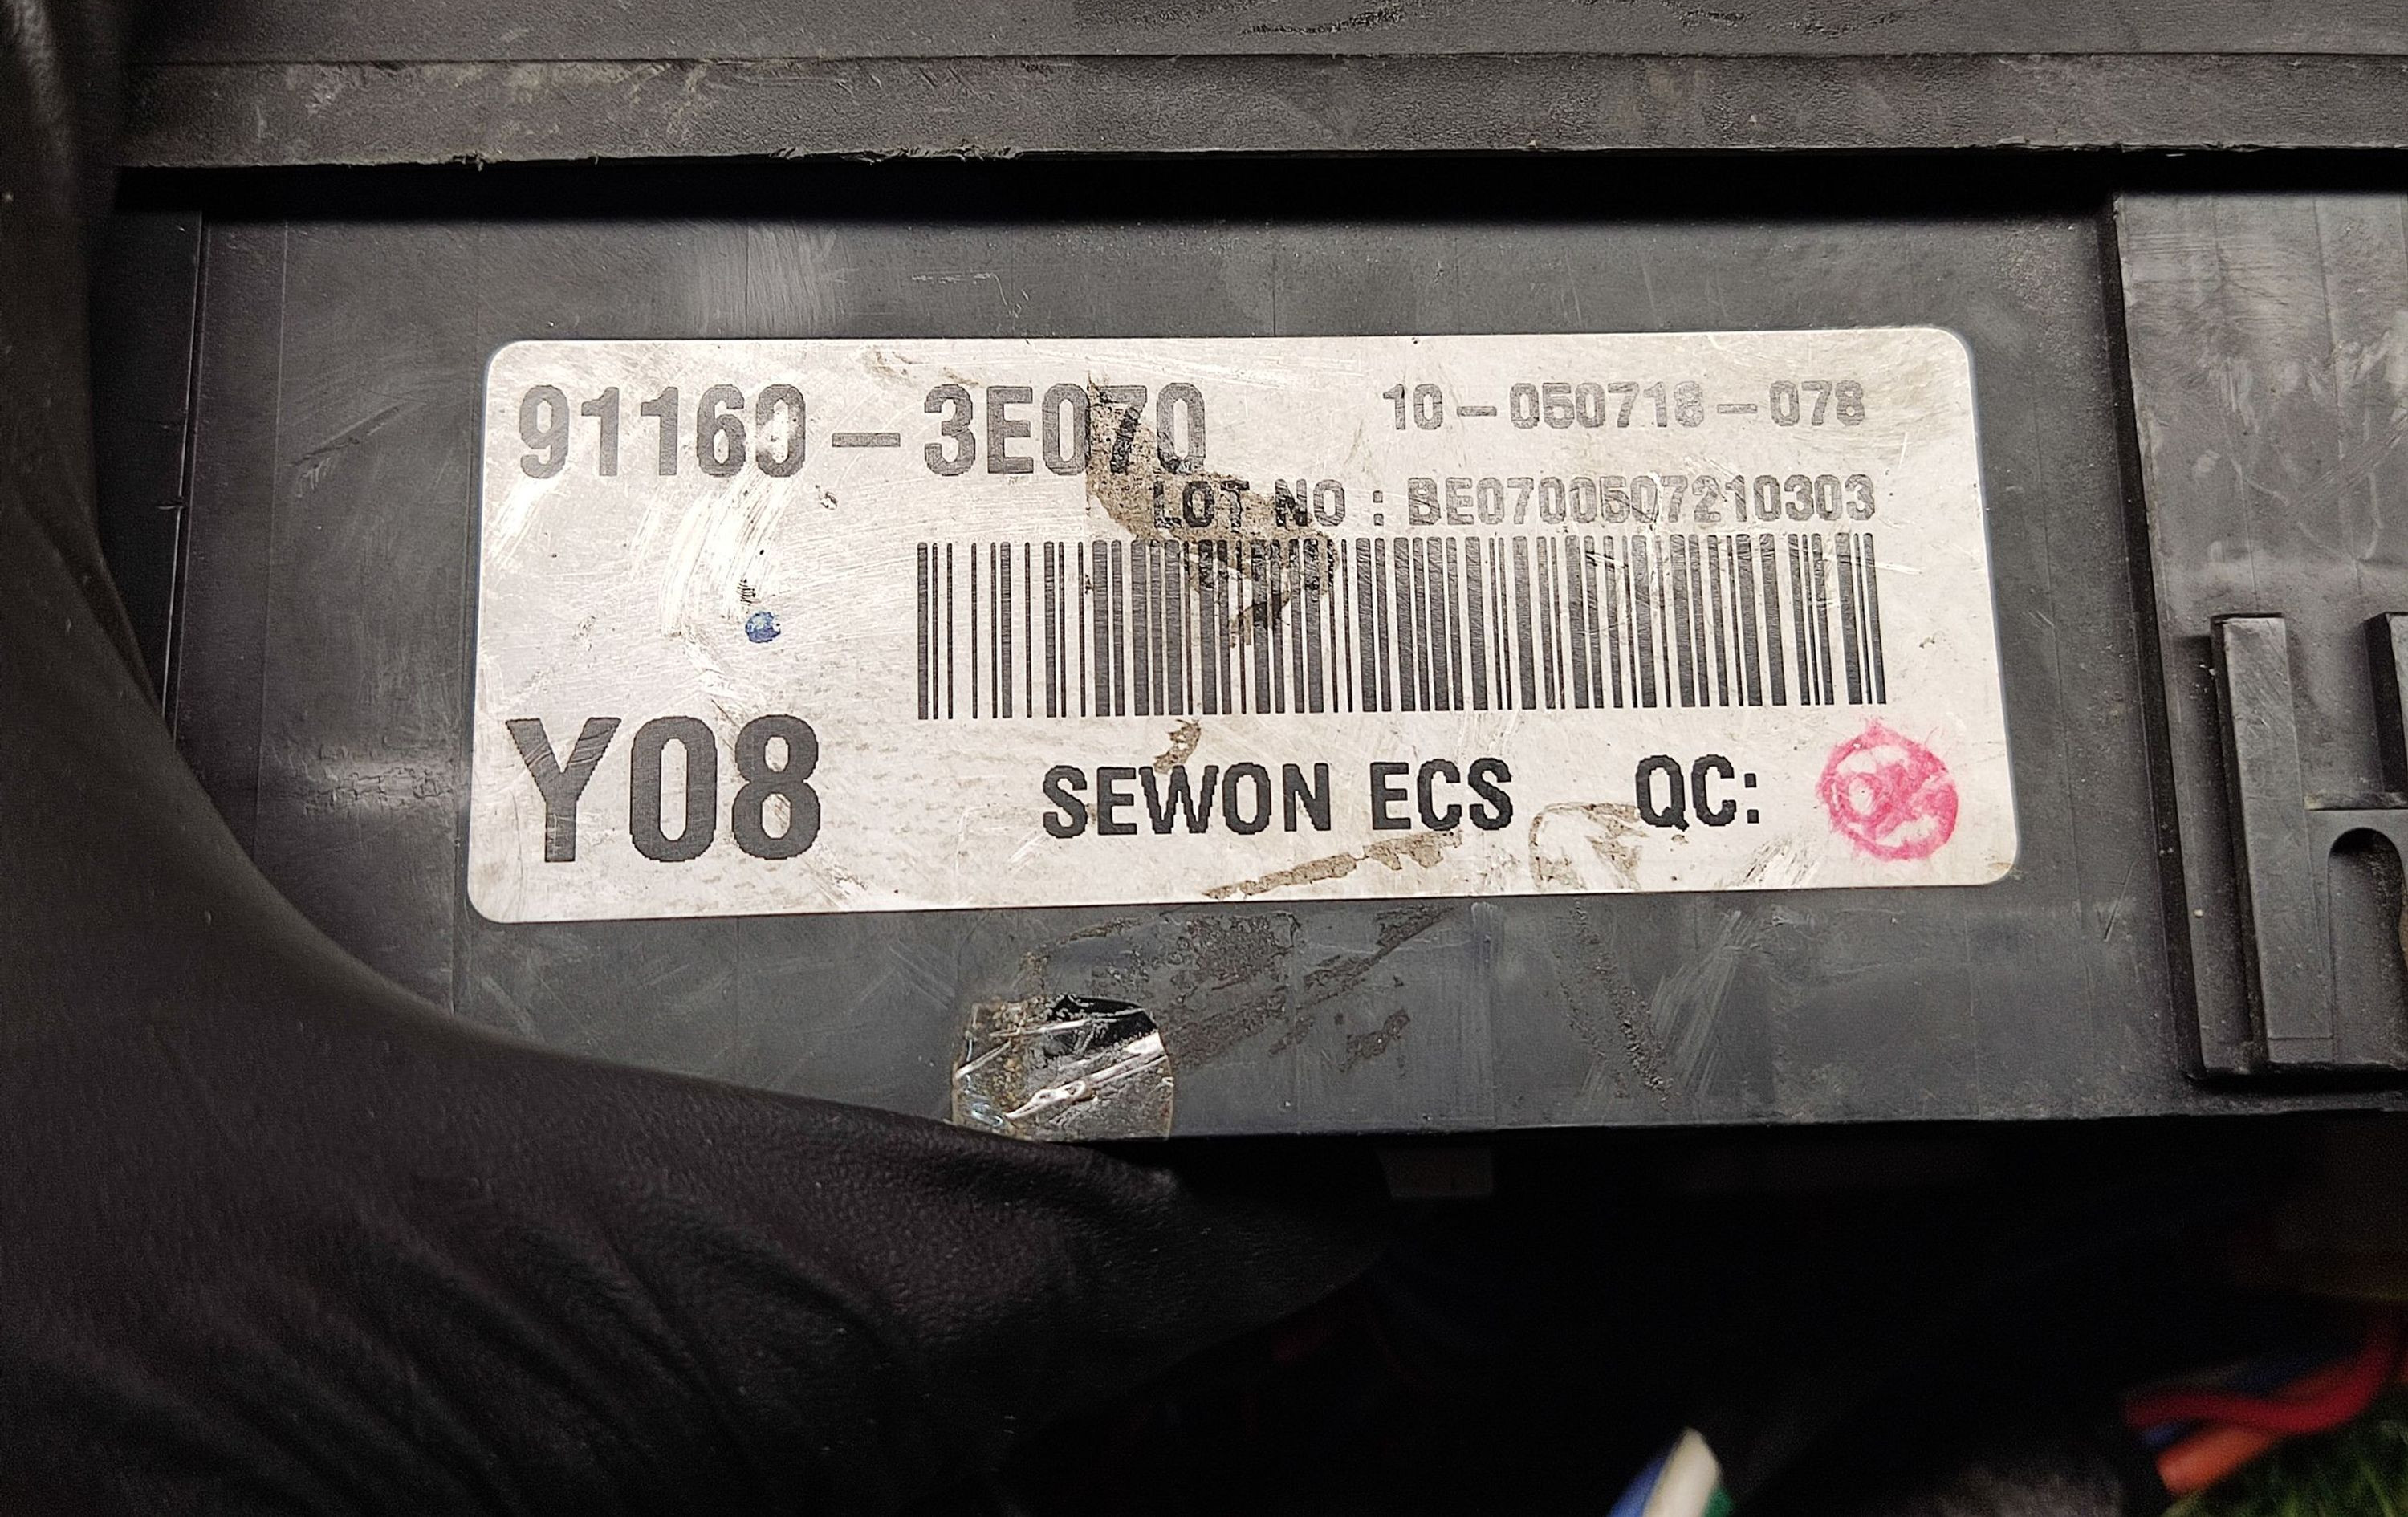 91160-3E070 10-050718-078
LOT NO : BE0700507210303
Y08
SEWON ECS QC: